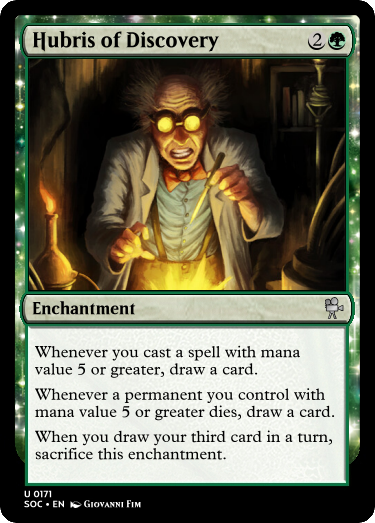 Hubris of Discovery 2
Enchantment
Whenever you cast a spell with mana
value 5 or greater, draw a card.
Whenever a permanent you control with
mana value 5 or greater dies, draw a card.
When you draw your third card in a turn,
sacrifice this enchantment.
U 0171
SOC • EN Giovanni Fim